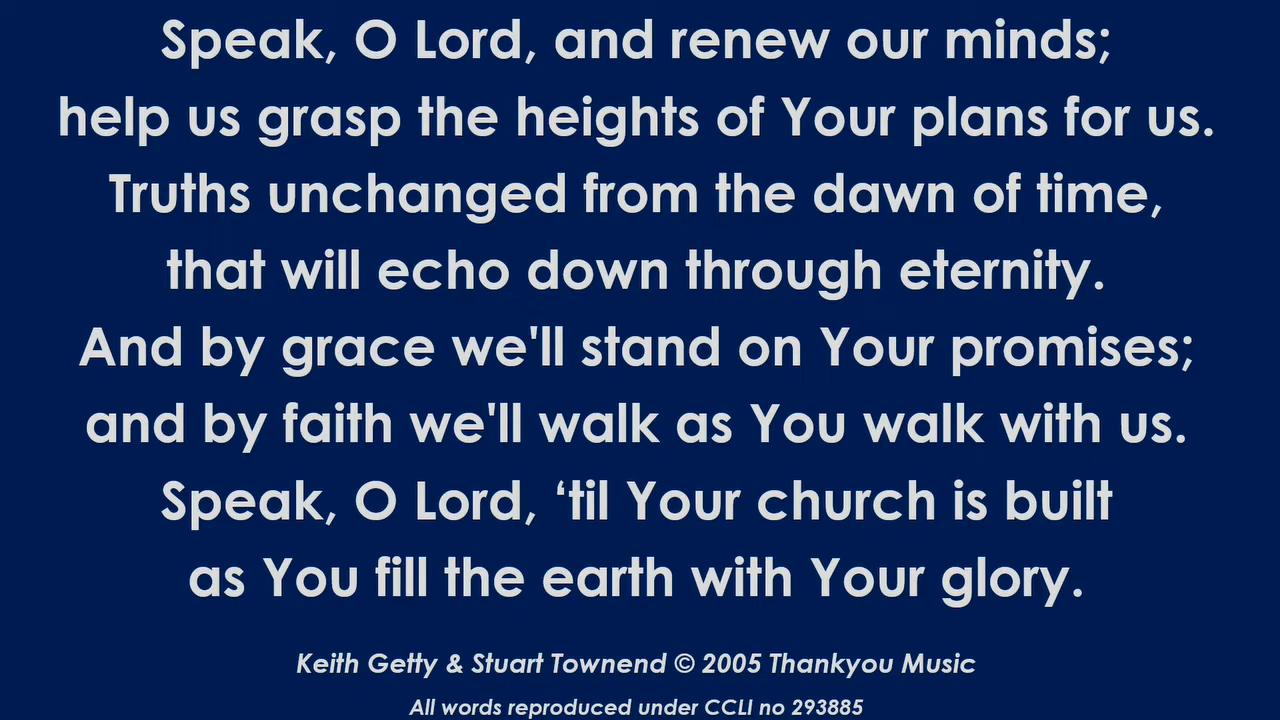 Speak, O Lord, and renew our minds;
help us grasp the heights of Your plans for us.
Truths unchanged from the dawn of time,
that will echo down through eternity.
And by grace we'll stand on Your promises;
and by faith we'll walk as You walk with us.
Speak, O Lord, ‘til Your church is built
as You fill the earth with Your glory.
Keith Getty & Stuart Townend © 2005 Thankyou Music
All words reproduced under CCLI no 293885